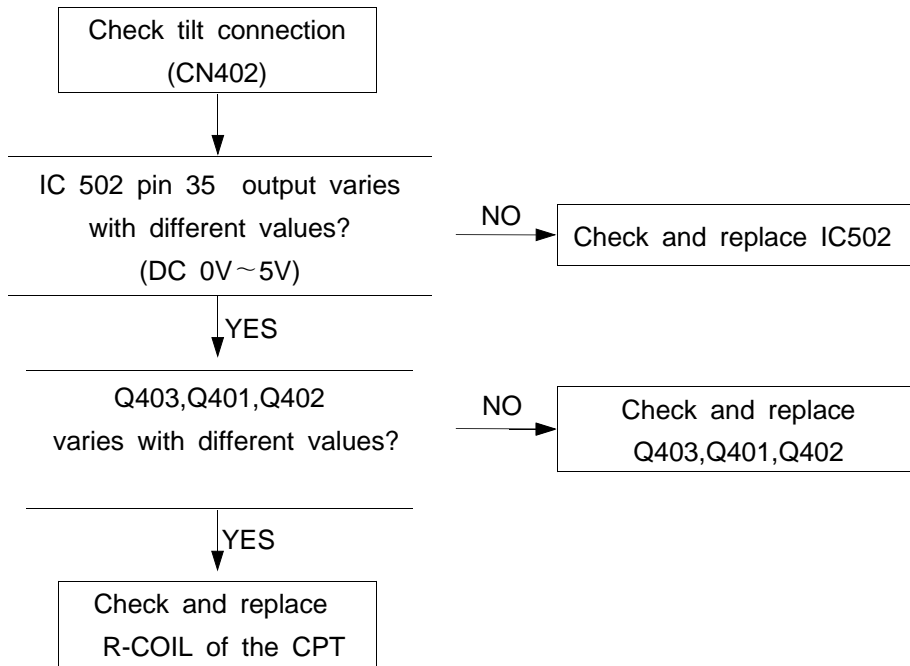 Check tilt connection
(CN402)
IC 502 pin 35 output varies
with different values?
(DC 0V～5V)
NO
Check and replace IC502
YES
Q403,Q401,Q402
varies with different values?
NO
Check and replace
Q403,Q401,Q402
YES
Check and replace
R-COIL of the CPT